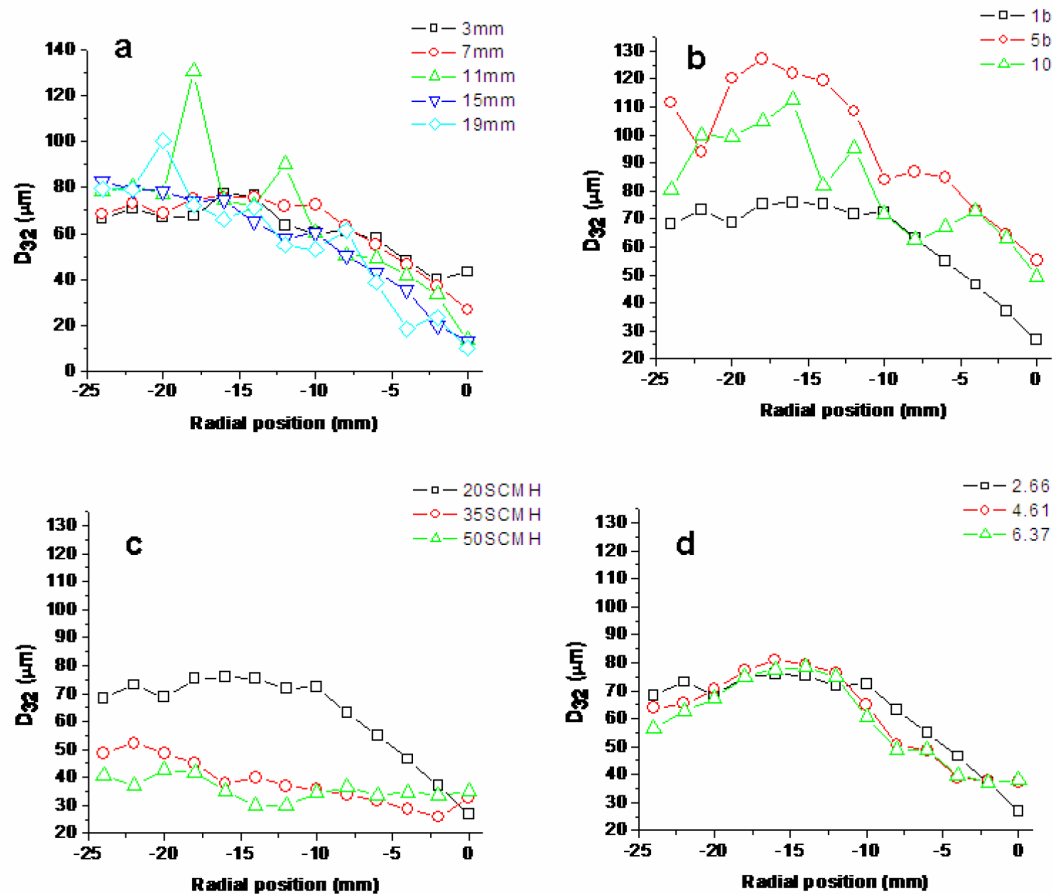 a
3mm
7mm
11mm
15mm
19mm
140
120
100
80
60
40
20
0
D32 (μm)
-25 -20 -15 -10 -5 0
Radial position (mm)
b
1b
5b
10
130
120
110
100
90
80
70
60
50
40
30
20
D32 (μm)
-25 -20 -15 -10 -5 0
Radial position (mm)
c
20SCMH
35SCMH
50SCMH
130
120
110
100
90
80
70
60
50
40
30
20
D32 (μm)
-25 -20 -15 -10 -5 0
Radial position (mm)
d
2.66
4.61
6.37
130
120
110
100
90
80
70
60
50
40
30
20
D32 (μm)
-25 -20 -15 -10 -5 0
Radial position (mm)